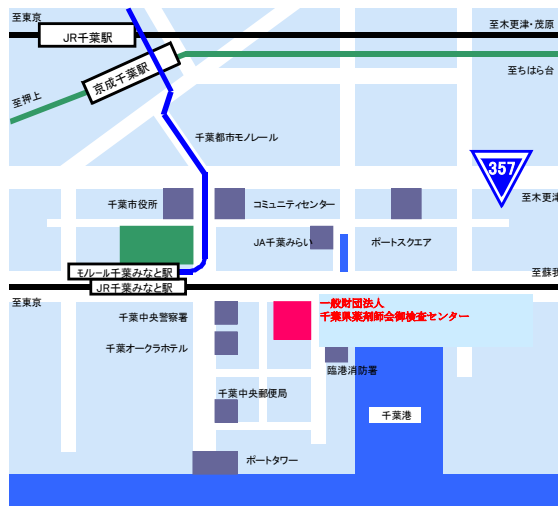 至東京
JR千葉駅
至木更津・茂原
京成千葉駅
至ちはら台
至押上
千葉都市モノレール
357
千葉市役所
コミュニティセンター
至木更津
JA千葉みらい
ポートスクエア
モノレール千葉みなと駅
至蘇我
JR千葉みなと駅
至東京
一般財団法人
千葉県薬剤師会御検査センター
千葉中央警察署
千葉オークラホテル
臨港消防署
千葉中央郵便局
千葉港
ポートタワー